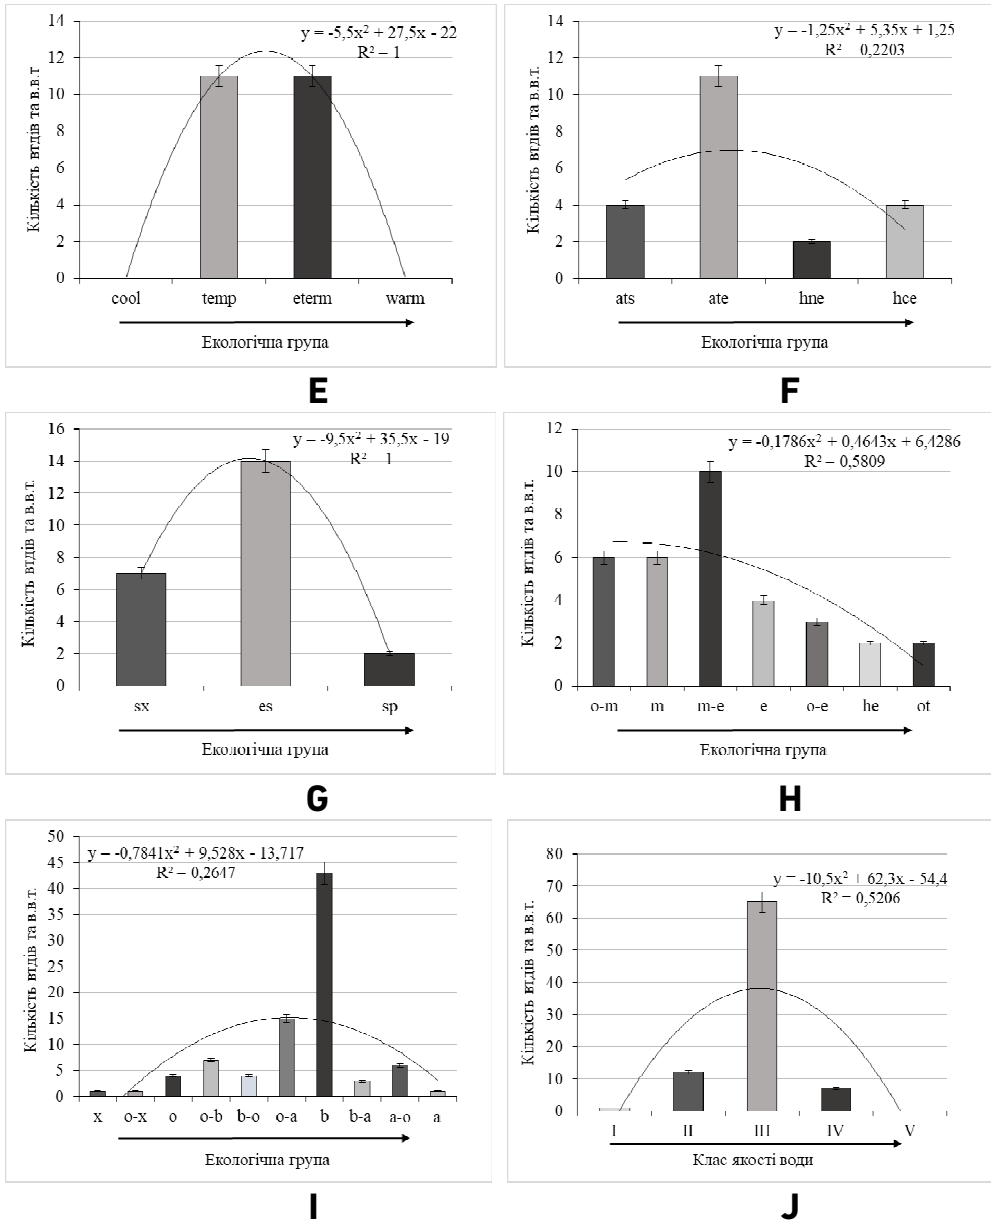 y = -5,5x² + 27,5x - 22
R² – 1
Кількість втдів та в.в.т
14
12
10
8
6
4
2
0
cool temp eterm warm
Екологічна група
E
y – -1,25x² + 5,35x + 1,25
R² – 0,2203
Кількість втдів та в.в.т.
14
12
10
8
6
4
2
0
ats ate hne hce
Екологічна група
F
y – -9,5x² + 35,5x - 19
R² – 1
Кількість втдів та в.в.т.
16
14
12
10
8
6
4
2
0
sx es sp
Екологічна група
G
y = -0,1786x² + 0,4643x + 6,4286
R² – 0,5809
Кількість втдів та в.в.т.
12
10
8
6
4
2
0
o-m m m-e e o-e he ot
Екологічна група
H
y – -0,7841x² + 9,528x - 13,717
R² – 0,2647
Кількість втдів та в.в.т.
50
45
40
35
30
25
20
15
10
5
0
x o-x o o-b b-o o-a b b-a a-o a
Екологічна група
I
y = -10,5x² + 62,3x - 54,4
R² = 0,5206
Кількість втдів та в.в.т.
80
70
60
50
40
30
20
10
0
I II III IV V
Клас якості води
J